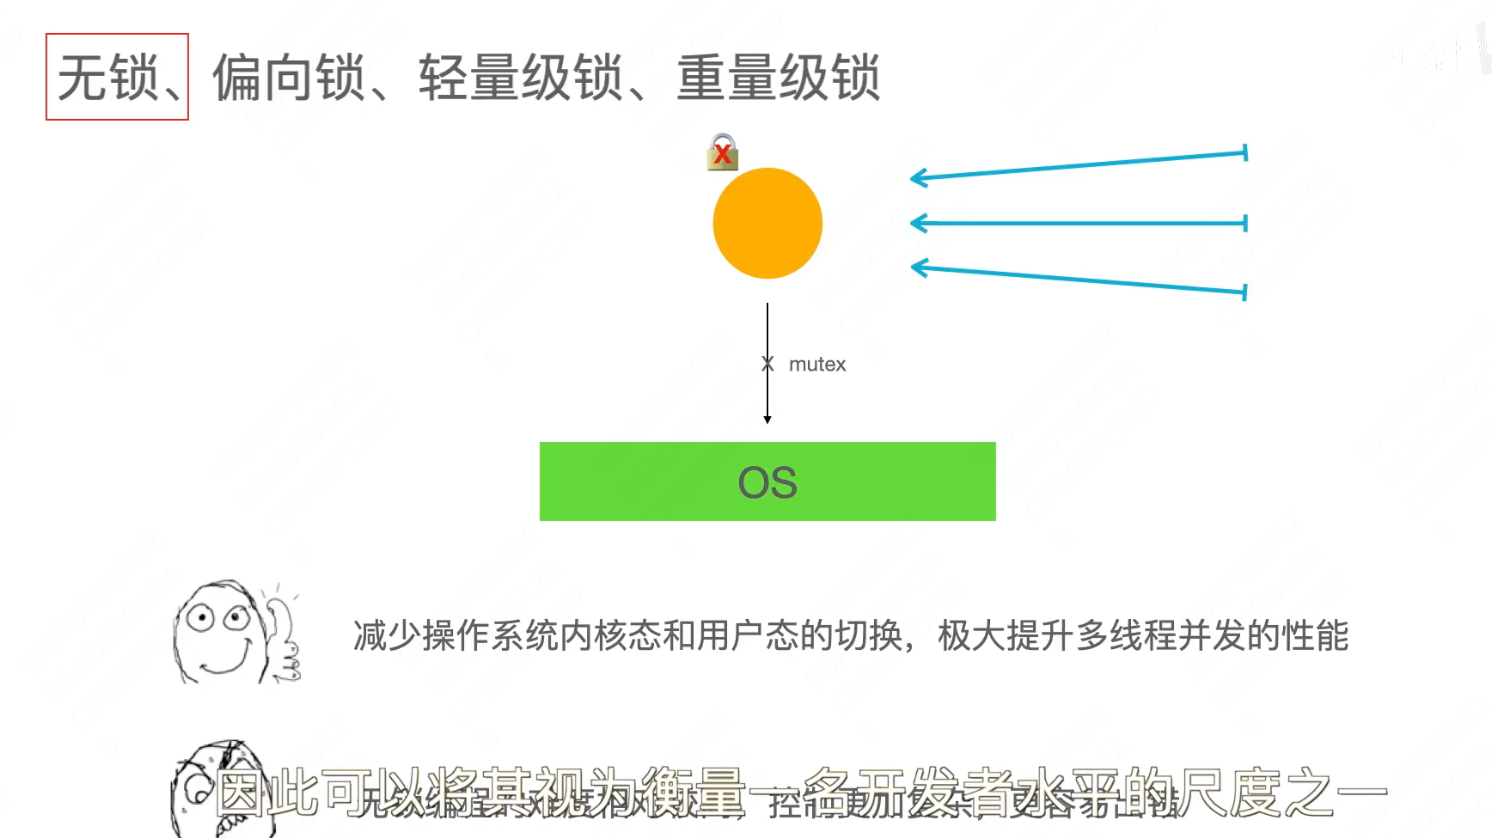 无锁、偏向锁、轻量级锁、重量级锁
X
X mutex
OS
减少操作系统内核态和用户态的切换，极大提升多线程并发的性能
因此可以将其视为衡量一名开发者水平的尺度之一